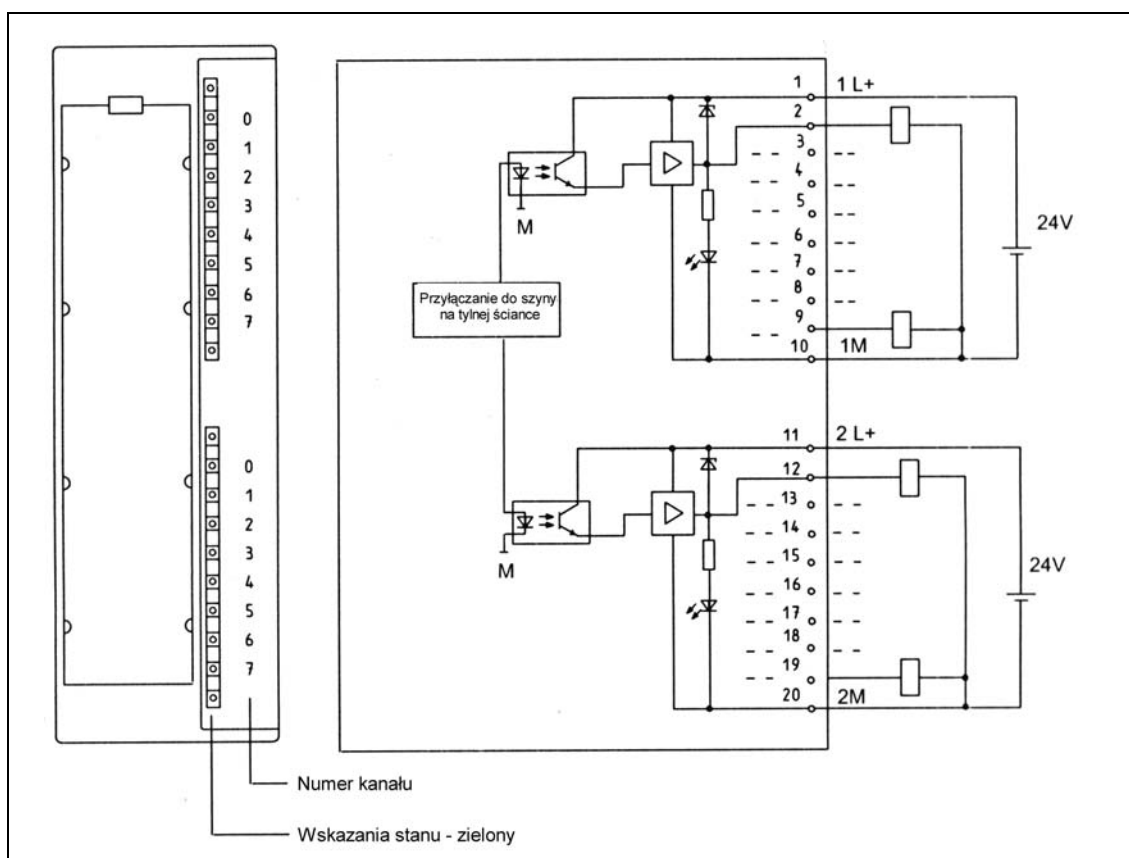 0
1
2
3
4
5
6
7
0
1
2
3
4
5
6
7
Numer kanału
Wskazania stanu - zielony
M
Przyłączanie do szyny
na tylnej ściance
M
1 1 L+
2
-- 3 --
-- 4 --
-- 5 --
-- 6 --
-- 7 --
-- 8 --
-- 9
10 1M
24V
11 2 L+
12
-- 13 --
-- 14 --
-- 15 --
-- 16 --
-- 17 --
-- 18 --
-- 19
20 2M
24V